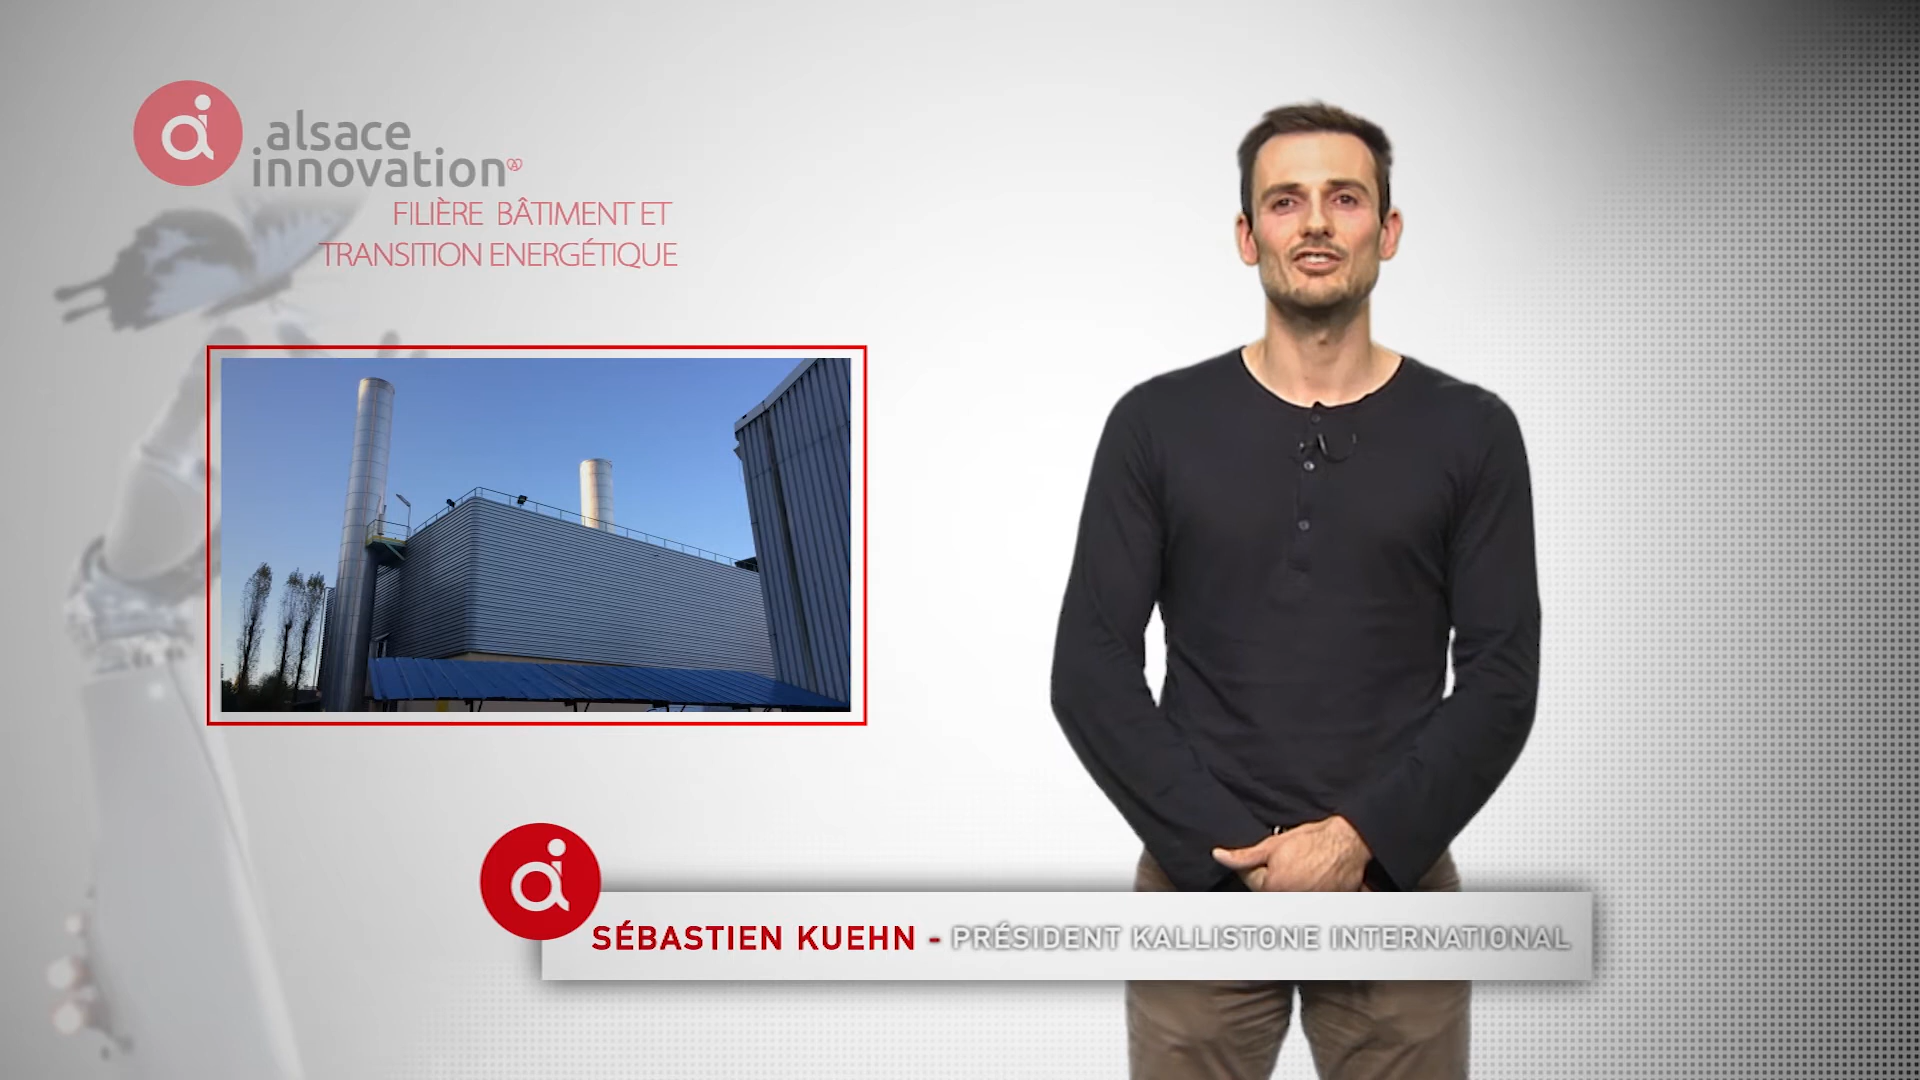 alsace
innovation
FILIÈRE BÂTIMENT ET
TRANSITION ENERGÉTIQUE
SÉBASTIEN KUEHN - PRÉSIDENT KALLISTONE INTERNATIONAL